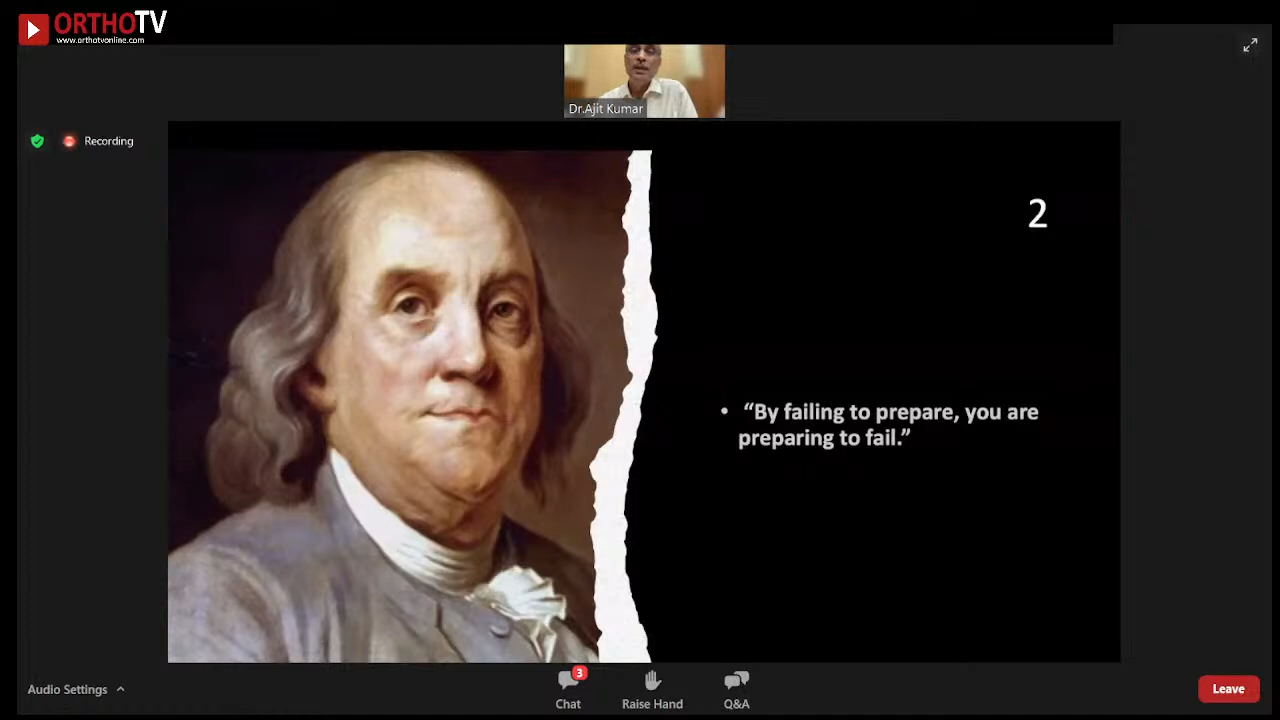 ORTHOTV
www.orthotvonline.com
Dr.Ajit Kumar
Recording
2
• “By failing to prepare, you are
preparing to fail.”
Audio Settings
3
Chat
Raise Hand
Q&A
Leave